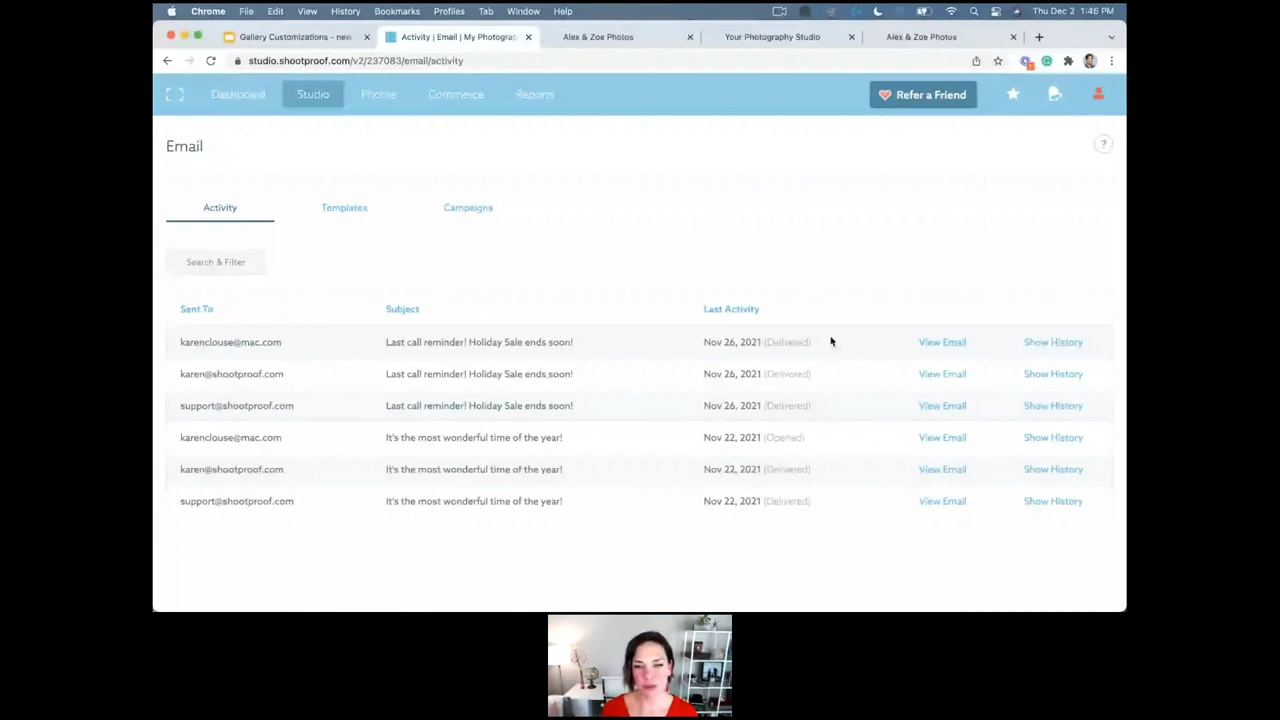 Chrome File Edit View History Bookmarks Profiles Tab Window Help Thu Dec 2 1:46 PM
Gallery Customizations - new Activity | Email | My Photograp Alex & Zoe Photos Your Photography Studio Alex & Zoe Photos
studio.shootproof.com/v2/237083/email/activity
Dashboard Studio Photos Commerce Reports Refer a Friend
Email ?
Activity Templates Campaigns
Search & Filter
Sent To Subject Last Activity
karenclouse@mac.com Last call reminder! Holiday Sale ends soon! Nov 26, 2021 (Delivered) View Email Show History
karen@shootproof.com Last call reminder! Holiday Sale ends soon! Nov 26, 2021 (Delivered) View Email Show History
support@shootproof.com Last call reminder! Holiday Sale ends soon! Nov 26, 2021 (Delivered) View Email Show History
karenclouse@mac.com It's the most wonderful time of the year! Nov 22, 2021 (Opened) View Email Show History
karen@shootproof.com It's the most wonderful time of the year! Nov 22, 2021 (Delivered) View Email Show History
support@shootproof.com It's the most wonderful time of the year! Nov 22, 2021 (Delivered) View Email Show History